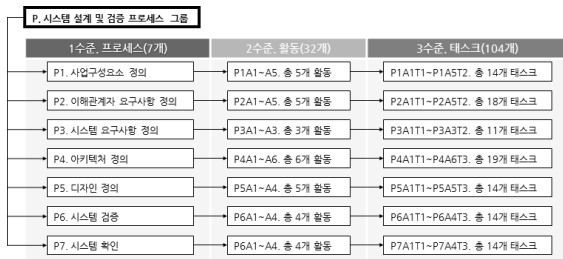 P. 시스템 설계 및 검증 프로세스 그룹
1수준. 프로세스(7개) 2수준. 활동(32개) 3수준. 태스크(104개)
P1. 사업구성요소 정의 P1A1~A5. 총 5개 활동 P1A1T1~P1A5T2. 총 14개 태스크
P2. 이해관계자 요구사항 정의 P2A1~A5. 총 5개 활동 P2A1T1~P2A5T2. 총 18개 태스크
P3. 시스템 요구사항 정의 P3A1~A3. 총 3개 활동 P3A1T1~P3A3T2. 총 11개 태스크
P4. 아키텍처 정의 P4A1~A6. 총 6개 활동 P4A1T1~P4A6T3. 총 19개 태스크
P5. 디자인 정의 P5A1~A4. 총 5개 활동 P5A1T1~P5A5T3. 총 14개 태스크
P6. 시스템 검증 P6A1~A4. 총 4개 활동 P6A1T1~P6A4T3. 총 14개 태스크
P7. 시스템 확인 P6A1~A4. 총 4개 활동 P7A1T1~P7A4T3. 총 14개 태스크